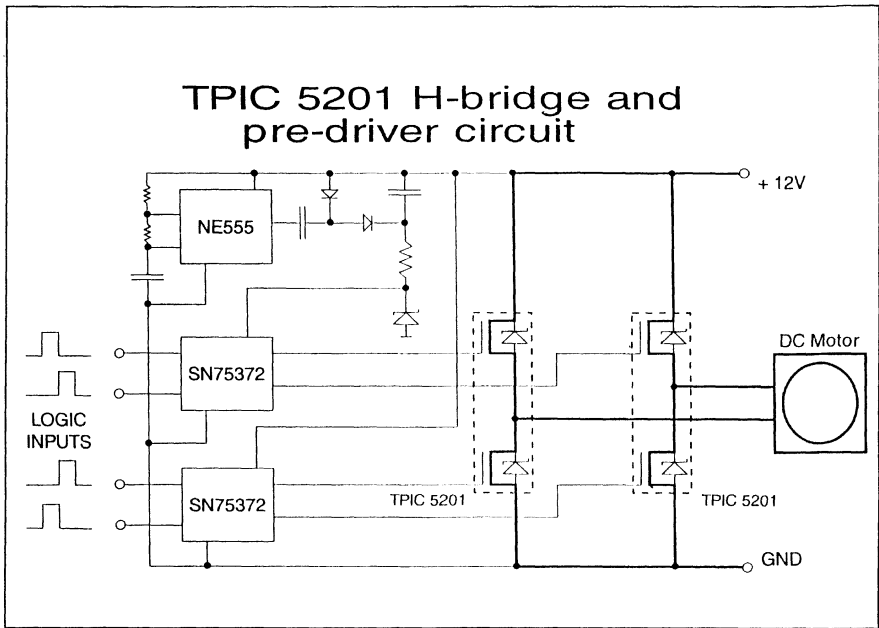 TPIC 5201 H-bridge and
pre-driver circuit
+ 12V
NE555
DC Motor
SN75372
LOGIC
INPUTS
SN75372
TPIC 5201
TPIC 5201
GND